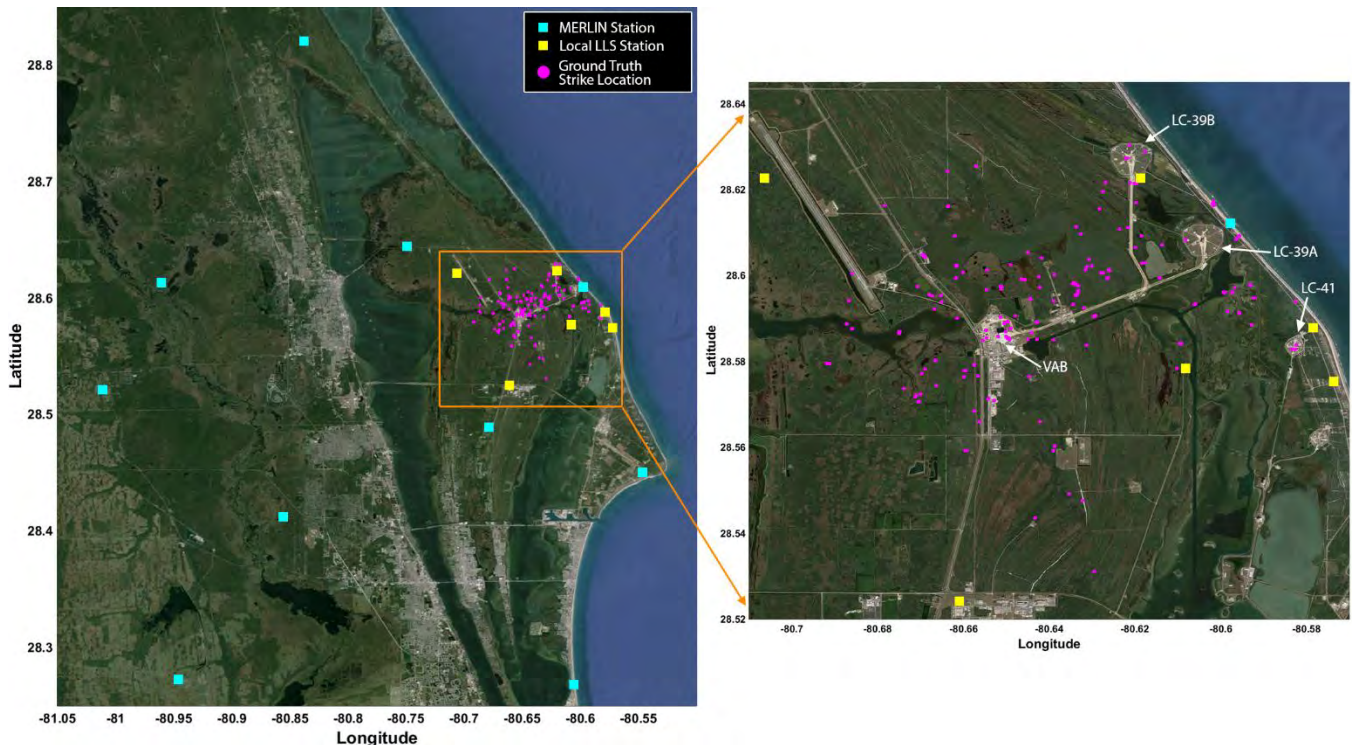 MERLIN Station
Local LLS Station
Ground Truth
Strike Location
28.8
28.7
28.6
28.5
28.4
28.3
Latitude
-81.05
-81
-80.95
-80.9
-80.85
-80.8
-80.75
-80.7
-80.65
-80.6
-80.55
Longitude
28.64
28.62
28.6
28.58
28.56
28.54
28.52
Latitude
LC-39B
LC-39A
LC-41
VAB
-80.7
-80.68
-80.66
-80.64
-80.62
-80.6
-80.58
Longitude